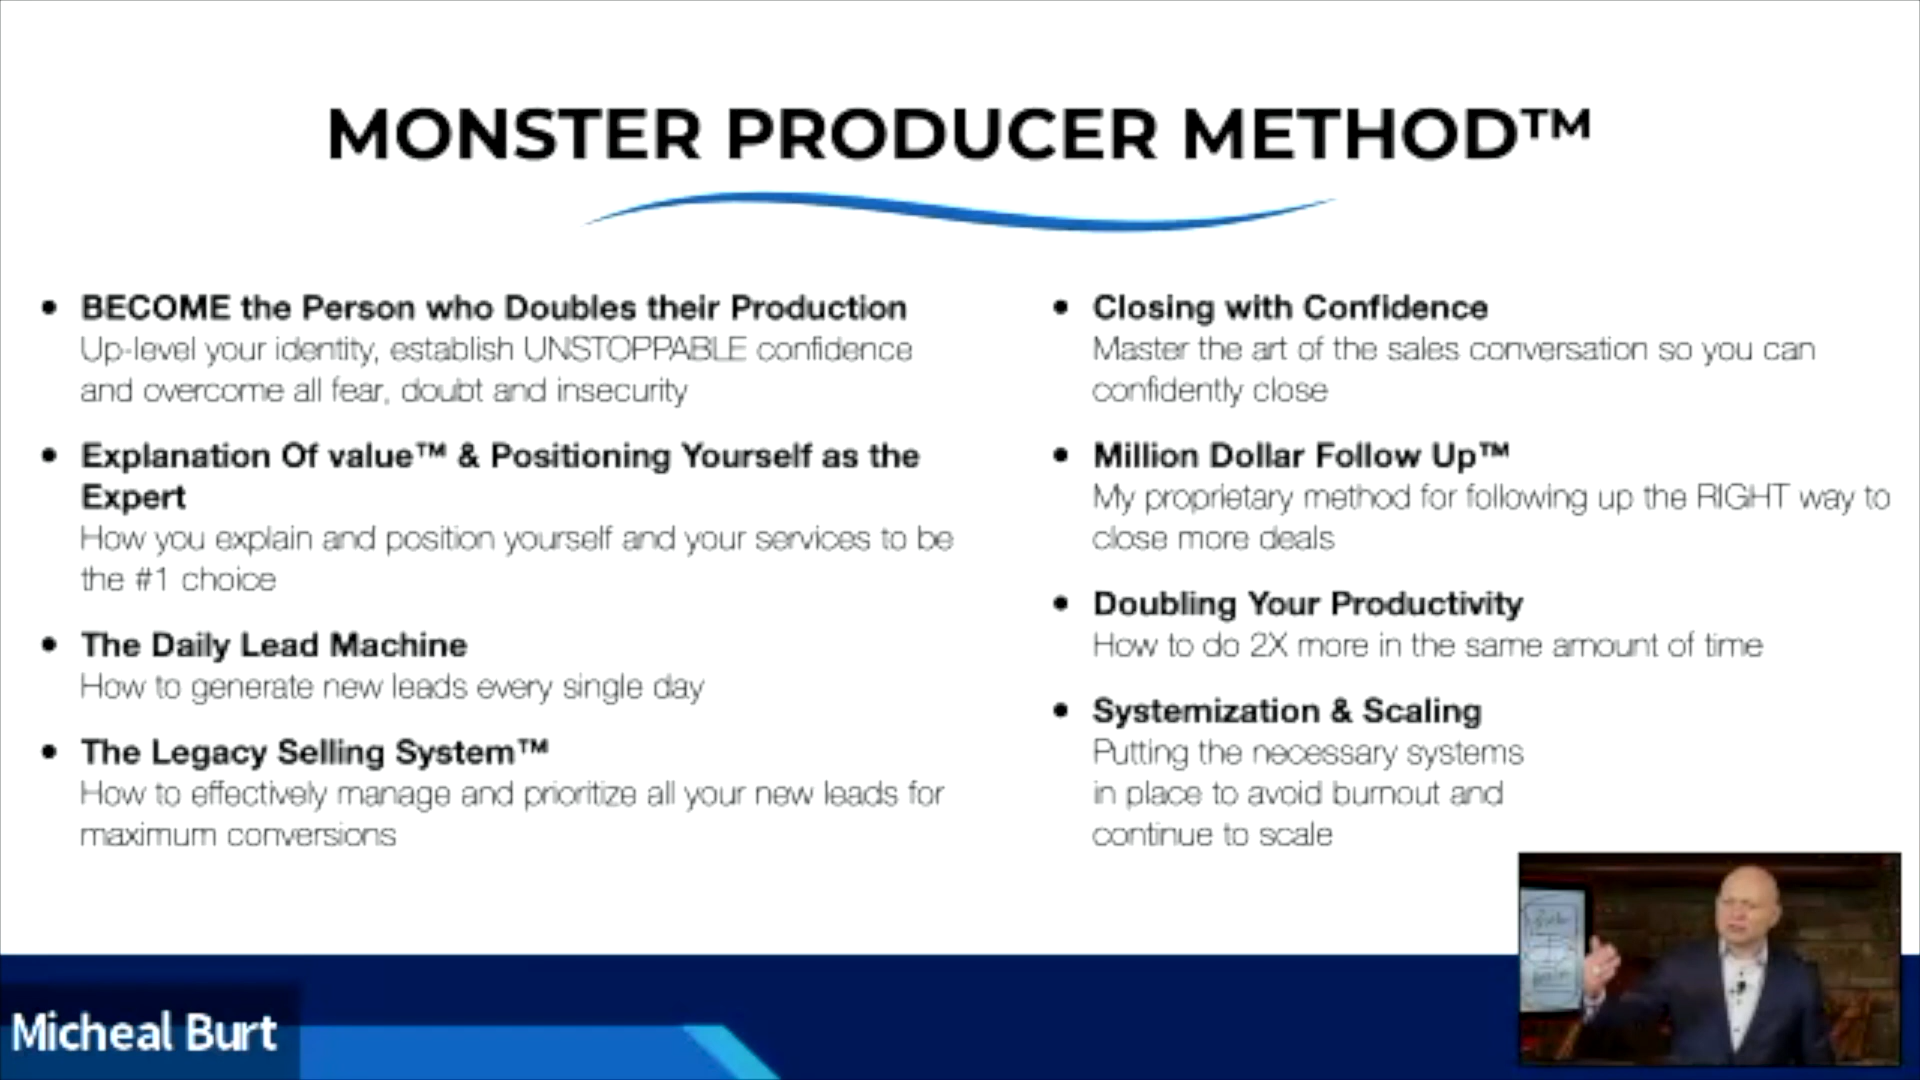 MONSTER PRODUCER METHOD™
• BECOME the Person who Doubles their Production
Up-level your identity, establish UNSTOPPABLE confidence
and overcome all fear, doubt and insecurity
• Explanation Of value™ & Positioning Yourself as the
Expert
How you explain and position yourself and your services to be
the #1 choice
• The Daily Lead Machine
How to generate new leads every single day
• The Legacy Selling System™
How to effectively manage and prioritize all your new leads for
maximum conversions
• Closing with Confidence
Master the art of the sales conversation so you can
confidently close
• Million Dollar Follow Up™
My proprietary method for following up the RIGHT way to
close more deals
• Doubling Your Productivity
How to do 2X more in the same amount of time
• Systemization & Scaling
Putting the necessary systems
in place to avoid burnout and
continue to scale
Micheal Burt